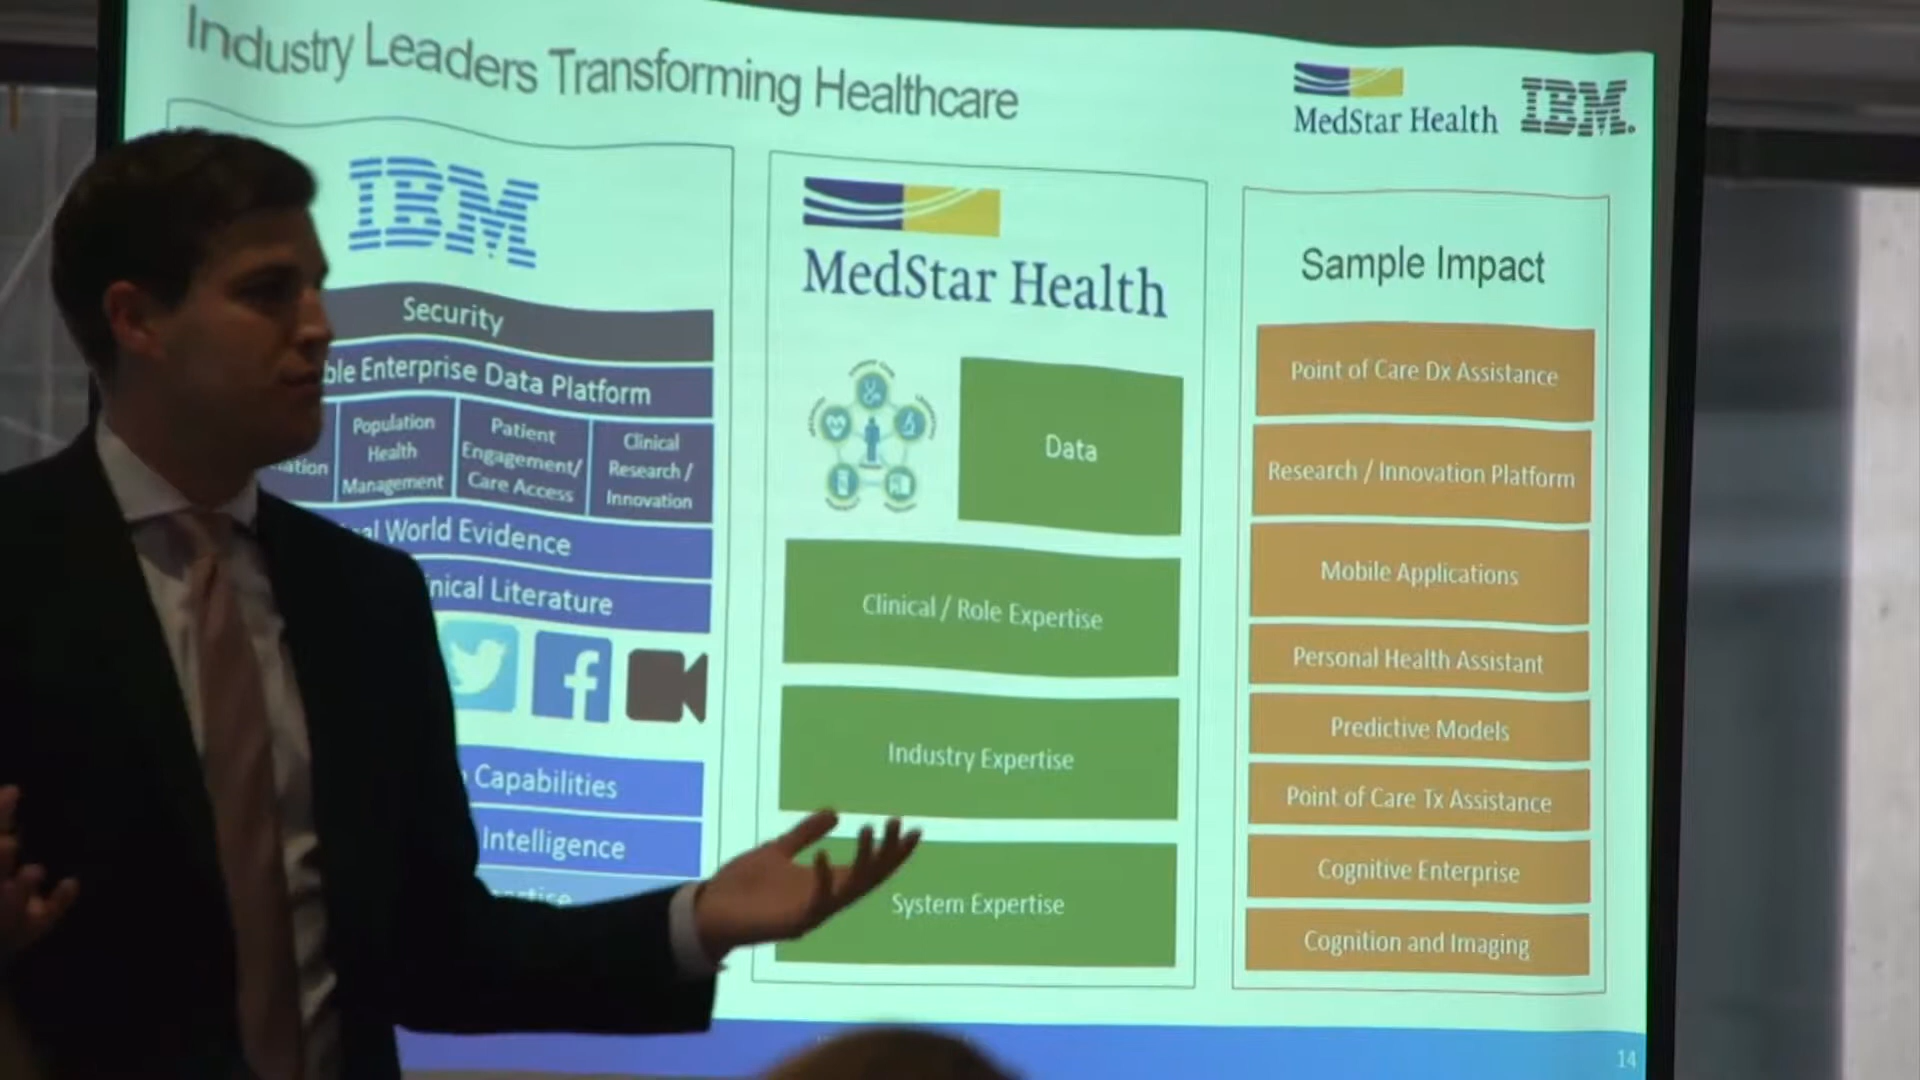 Industry Leaders Transforming Healthcare
MedStar Health
IBM
IBM
Security
Enterprise Data Platform
Population
Health
Management
Patient
Engagement/
Care Access
Clinical
Research /
Innovation
World Evidence
Literature
Capabilities
Intelligence
MedStar Health
Data
Clinical / Role Expertise
Industry Expertise
System Expertise
Sample Impact
Point of Care Dx Assistance
Research / Innovation Platform
Mobile Applications
Personal Health Assistant
Predictive Models
Point of Care Tx Assistance
Cognitive Enterprise
Cognition and Imaging
14